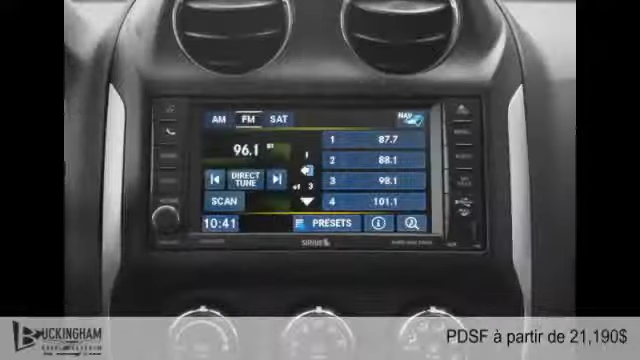 AM FM SAT
NAV
96.1
1 87.7
2 88.1
3 98.1
4 101.1
DIRECT
TUNE
SCAN
10:41
PRESETS
SIRIUS
BUCKINGHAM
PDSF à partir de 21,190$